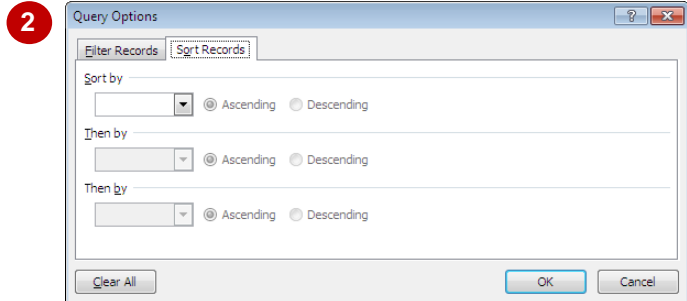 2
Query Options
?
Filter Records Sort Records
Sort by
Ascending Descending
Then by
Ascending Descending
Then by
Ascending Descending
Clear All OK Cancel